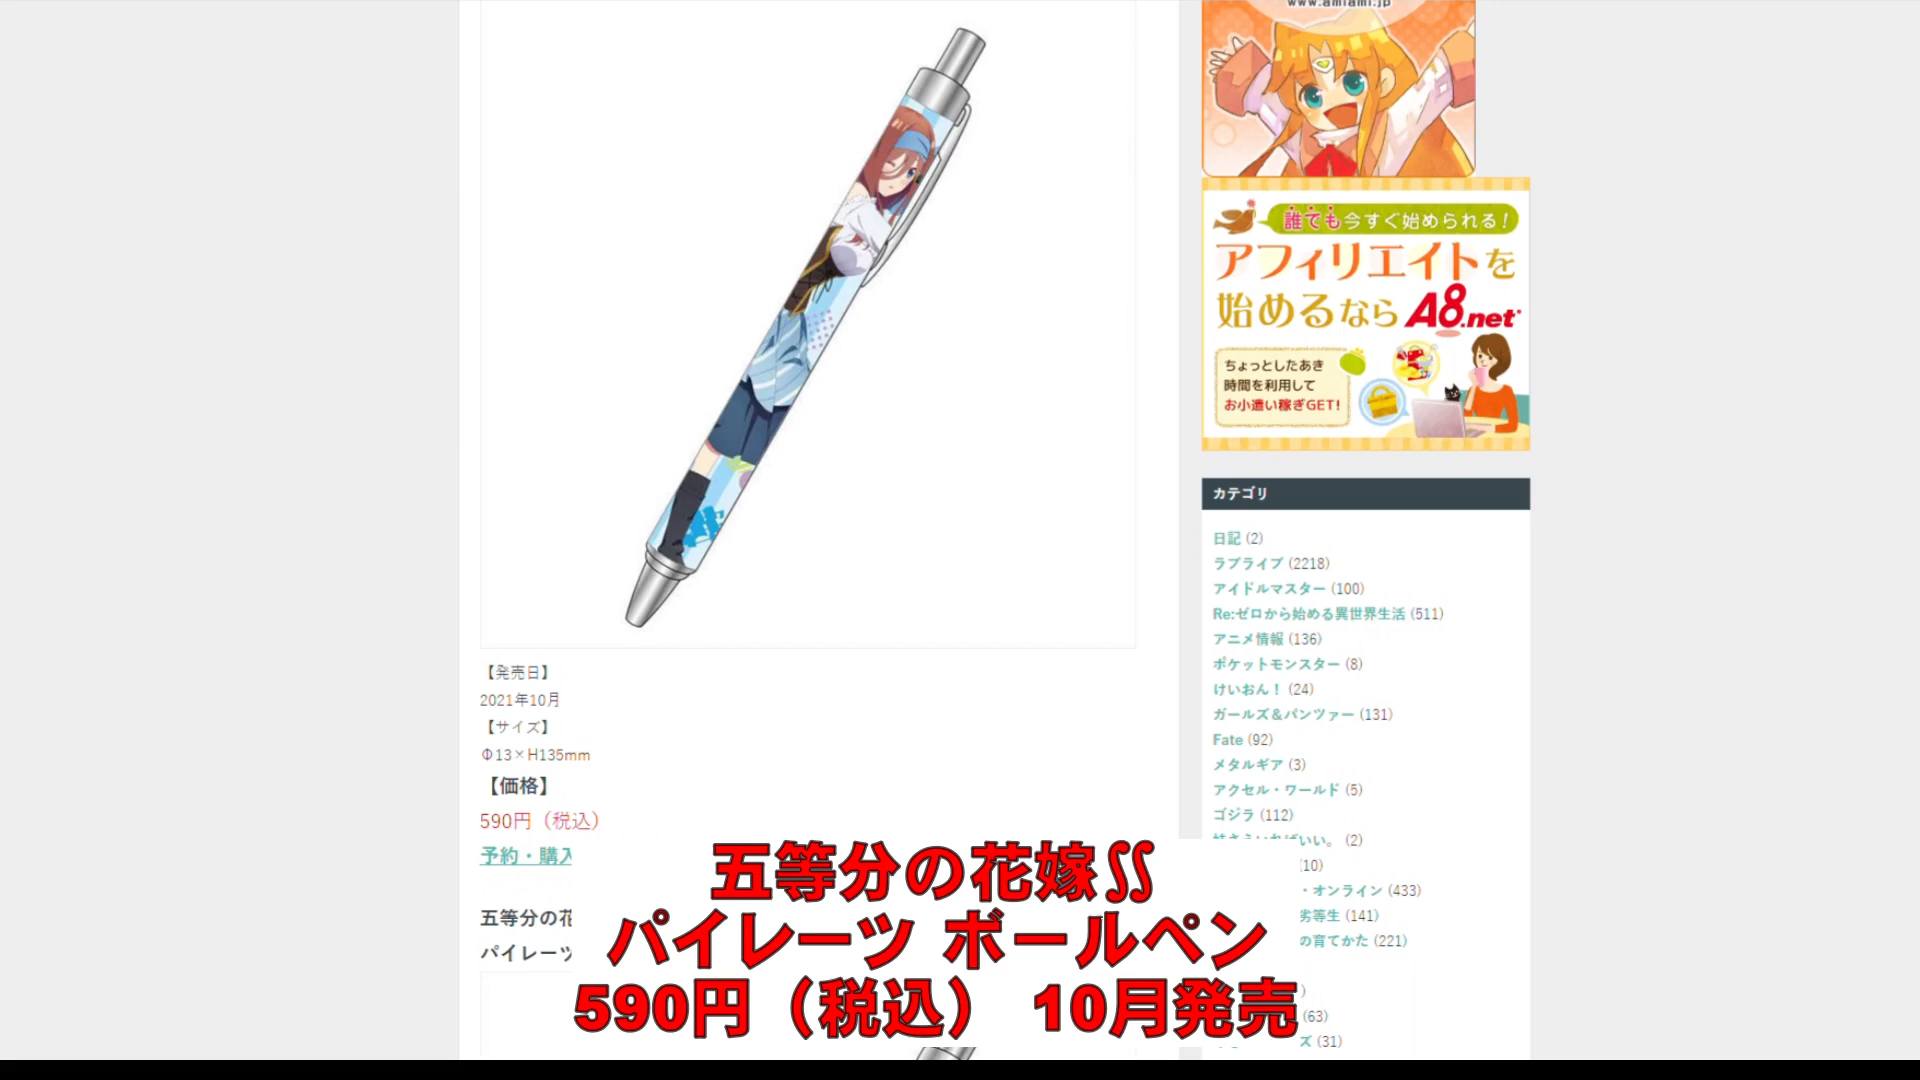 www.amiami.jp
誰でも今すぐ始められる!
アフィリエイトを
始めるなら A8.net
ちょっとしたあき
時間を利用して
お小遣い稼ぎGET!
カテゴリ
日記 (2)
ラブライブ (2218)
アイドルマスター (100)
Re:ゼロから始める異世界生活 (511)
アニメ情報 (136)
ポケットモンスター (8)
けいおん！ (24)
ガールズ＆パンツァー (131)
Fate (92)
メタルギア (3)
アクセル・ワールド (5)
ゴジラ (112)
いい。 (2)
(10)
・オンライン (433)
劣等生 (141)
の育てかた (221)
(63)
ズ (31)
【発売日】
2021年10月
【サイズ】
Φ13×H135mm
【価格】
590円（税込）
予約・購入
五等分の花
パイレーツ
五等分の花嫁∬
パイレーツ ボールペン
590円（税込） 10月発売